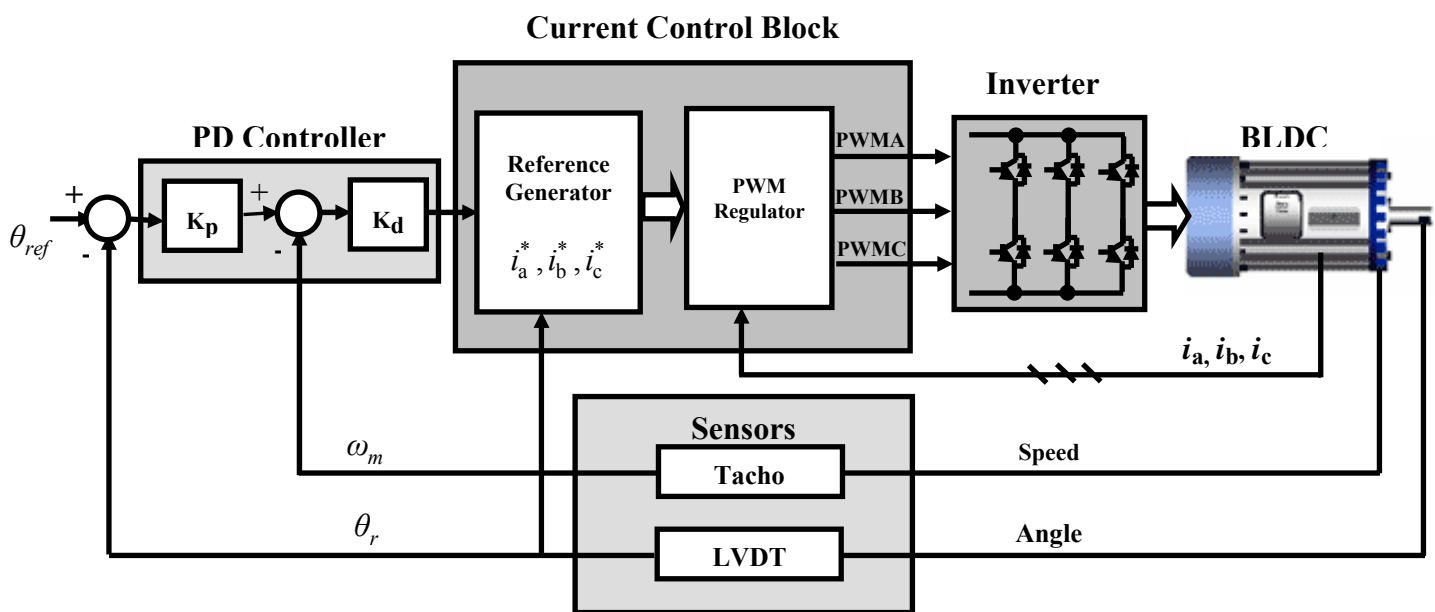 Current Control Block
Inverter
PD Controller
BLDC
Reference
Generator
i*a , i*b , i*c
PWM
Regulator
PWMA
PWMB
PWMC
+
θref
-
Kp
+
-
Kd
ia, ib, ic
Sensors
ωm
Tacho
Speed
θr
LVDT
Angle